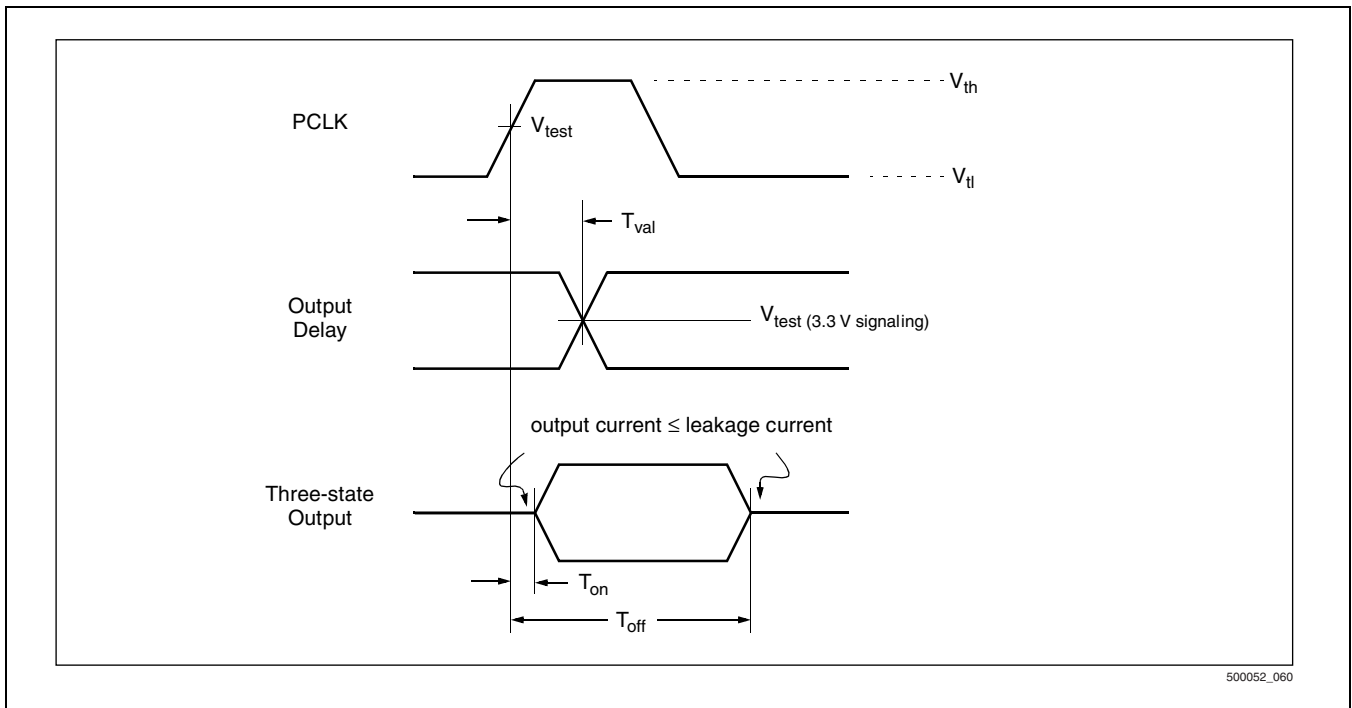 V_th
PCLK
V_test
V_tl
T_val
Output
Delay
V_test (3.3 V signaling)
output current ≤ leakage current
Three-state
Output
T_on
T_off
500052_060